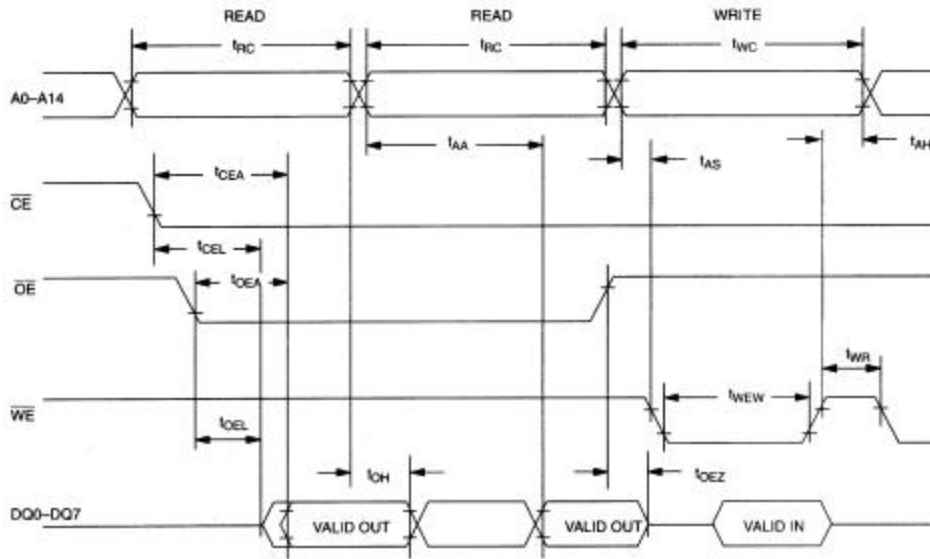 READ READ WRITE
tRC tRC tWC
A0–A14
tAA tAS tAH
tCEA
CE
tCEL
tOEA
OE
tWR
tWEW
WE
tOEL
tOH tOEZ
DQ0–DQ7 VALID OUT VALID OUT VALID IN